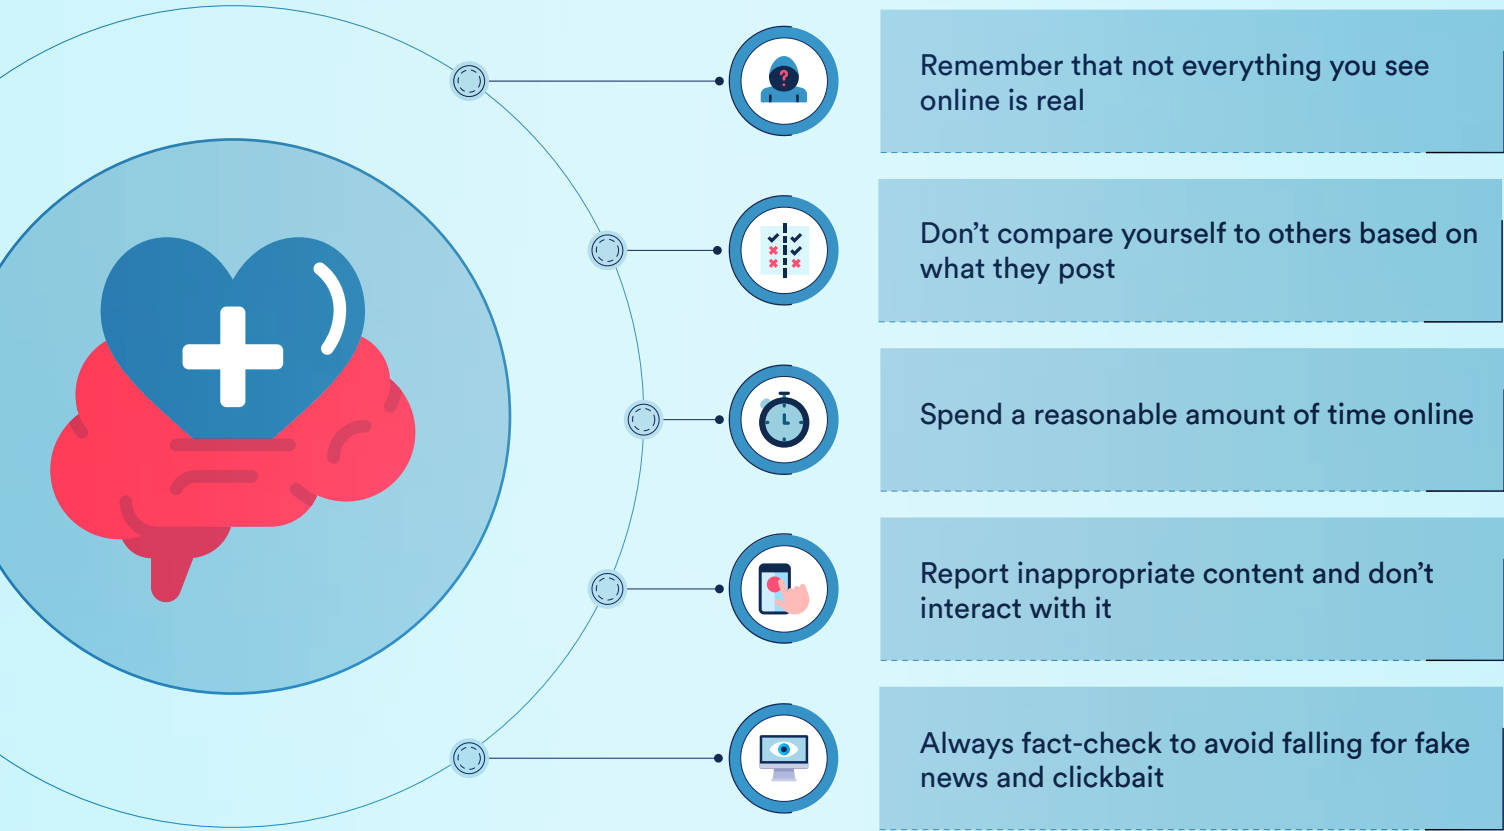 ?
Remember that not everything you see
online is real
Don’t compare yourself to others based on
what they post
Spend a reasonable amount of time online
Report inappropriate content and don’t
interact with it
Always fact-check to avoid falling for fake
news and clickbait